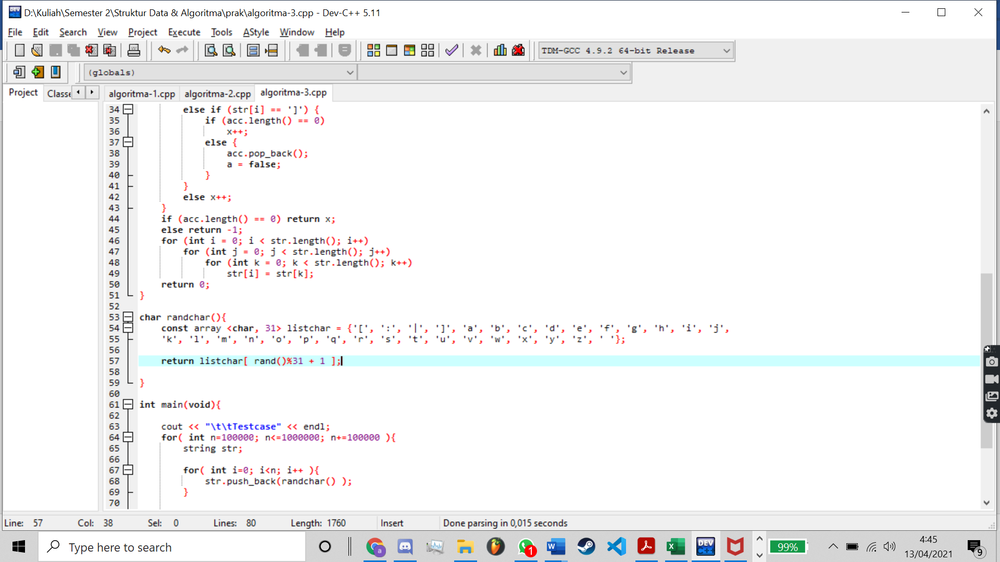 D:\Kuliah\Semester 2\Struktur Data & Algoritma\prak\algoritma-3.cpp - Dev-C++ 5.11
File Edit Search View Project Execute Tools AStyle Window Help
TDM-GCC 4.9.2 64-bit Release
(globals)
Project Classe algoritma-1.cpp algoritma-2.cpp algoritma-3.cpp
34 else if (str[i] == ']') {
35 if (acc.length() == 0)
36 x++;
37 else {
38 acc.pop_back();
39 a = false;
40 }
41 }
42 else x++;
43 }
44 if (acc.length() == 0) return x;
45 else return -1;
46 for (int i = 0; i < str.length(); i++)
47 for (int j = 0; j < str.length(); j++)
48 for (int k = 0; k < str.length(); k++)
49 str[i] = str[k];
50 return 0;
51 }
52
53 char randchar(){
54 const array <char, 31> listchar = {'[', ':', '|', ']', 'a', 'b', 'c', 'd', 'e', 'f', 'g', 'h', 'i', 'j',
55 'k', 'l', 'm', 'n', 'o', 'p', 'q', 'r', 's', 't', 'u', 'v', 'w', 'x', 'y', 'z', ' '};
56
57 return listchar[ rand()%31 + 1 ];
58
59 }
60
61 int main(void){
62
63 cout << "\t\tTestcase" << endl;
64 for( int n=100000; n<=1000000; n+=100000 ){
65 string str;
66
67 for( int i=0; i<n; i++ ){
68 str.push_back(randchar() );
69 }
70
Line: 57 Col: 38 Sel: 0 Lines: 80 Length: 1760 Insert Done parsing in 0,015 seconds
Type here to search
1
99%
4:45
13/04/2021
9